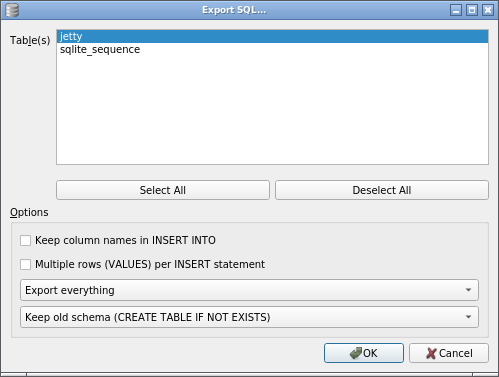 Export SQL...
Table(s)
jetty
sqlite_sequence
Select All
Deselect All
Options
Keep column names in INSERT INTO
Multiple rows (VALUES) per INSERT statement
Export everything
Keep old schema (CREATE TABLE IF NOT EXISTS)
OK
Cancel